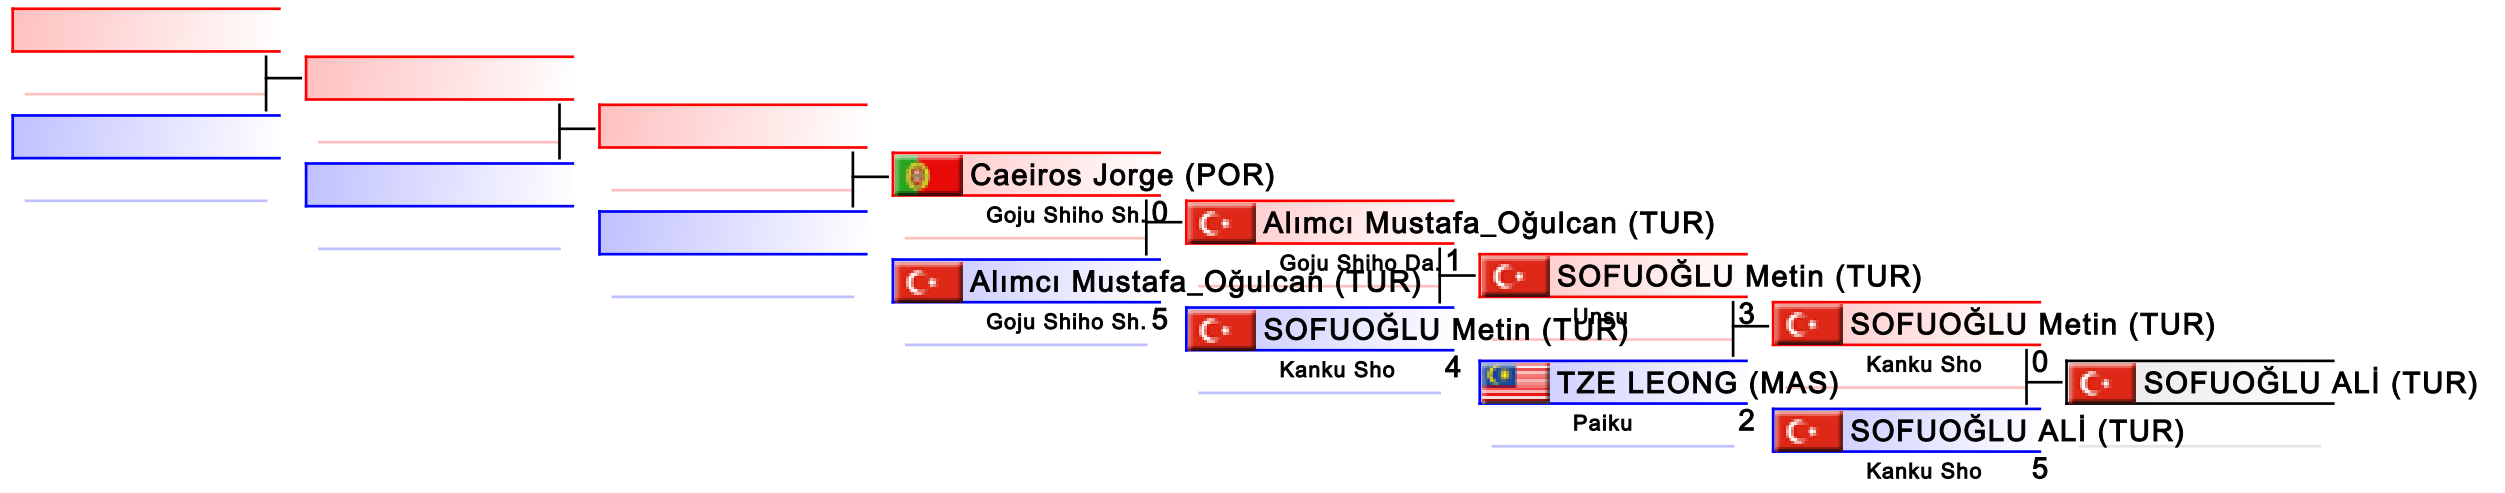 Caeiros Jorge (POR)
Goju Shiho Sh. 0
Alımcı Mustafa_Oğulcan (TUR)
Goju Shiho Sh. 5
Alımcı Mustafa_Oğulcan (TUR)
Goju Shiho Da. 1
SOFUOĞLU Metin (TUR)
Kanku Sho 4
SOFUOĞLU Metin (TUR)
Unsu 3
TZE LEONG (MAS)
Paiku 2
SOFUOĞLU Metin (TUR)
Kanku Sho 0
SOFUOĞLU ALİ (TUR)
Kanku Sho 5
SOFUOĞLU ALİ (TUR)